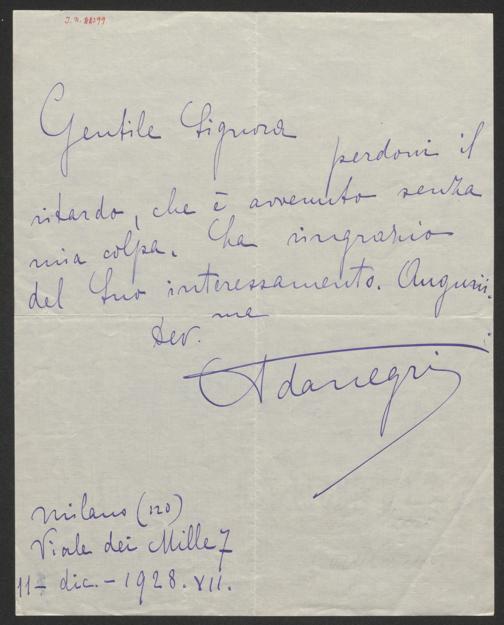 J.N. 88299
Gentile Signora
perdoni il
ritardo, che è avvenuto senza
mia colpa. La ringrazio
del Suo interessamento. Auguri.
Dev.me
Adanegri
Milano (120)
Viale dei Mille 7
11 - dic. - 1928. VII.